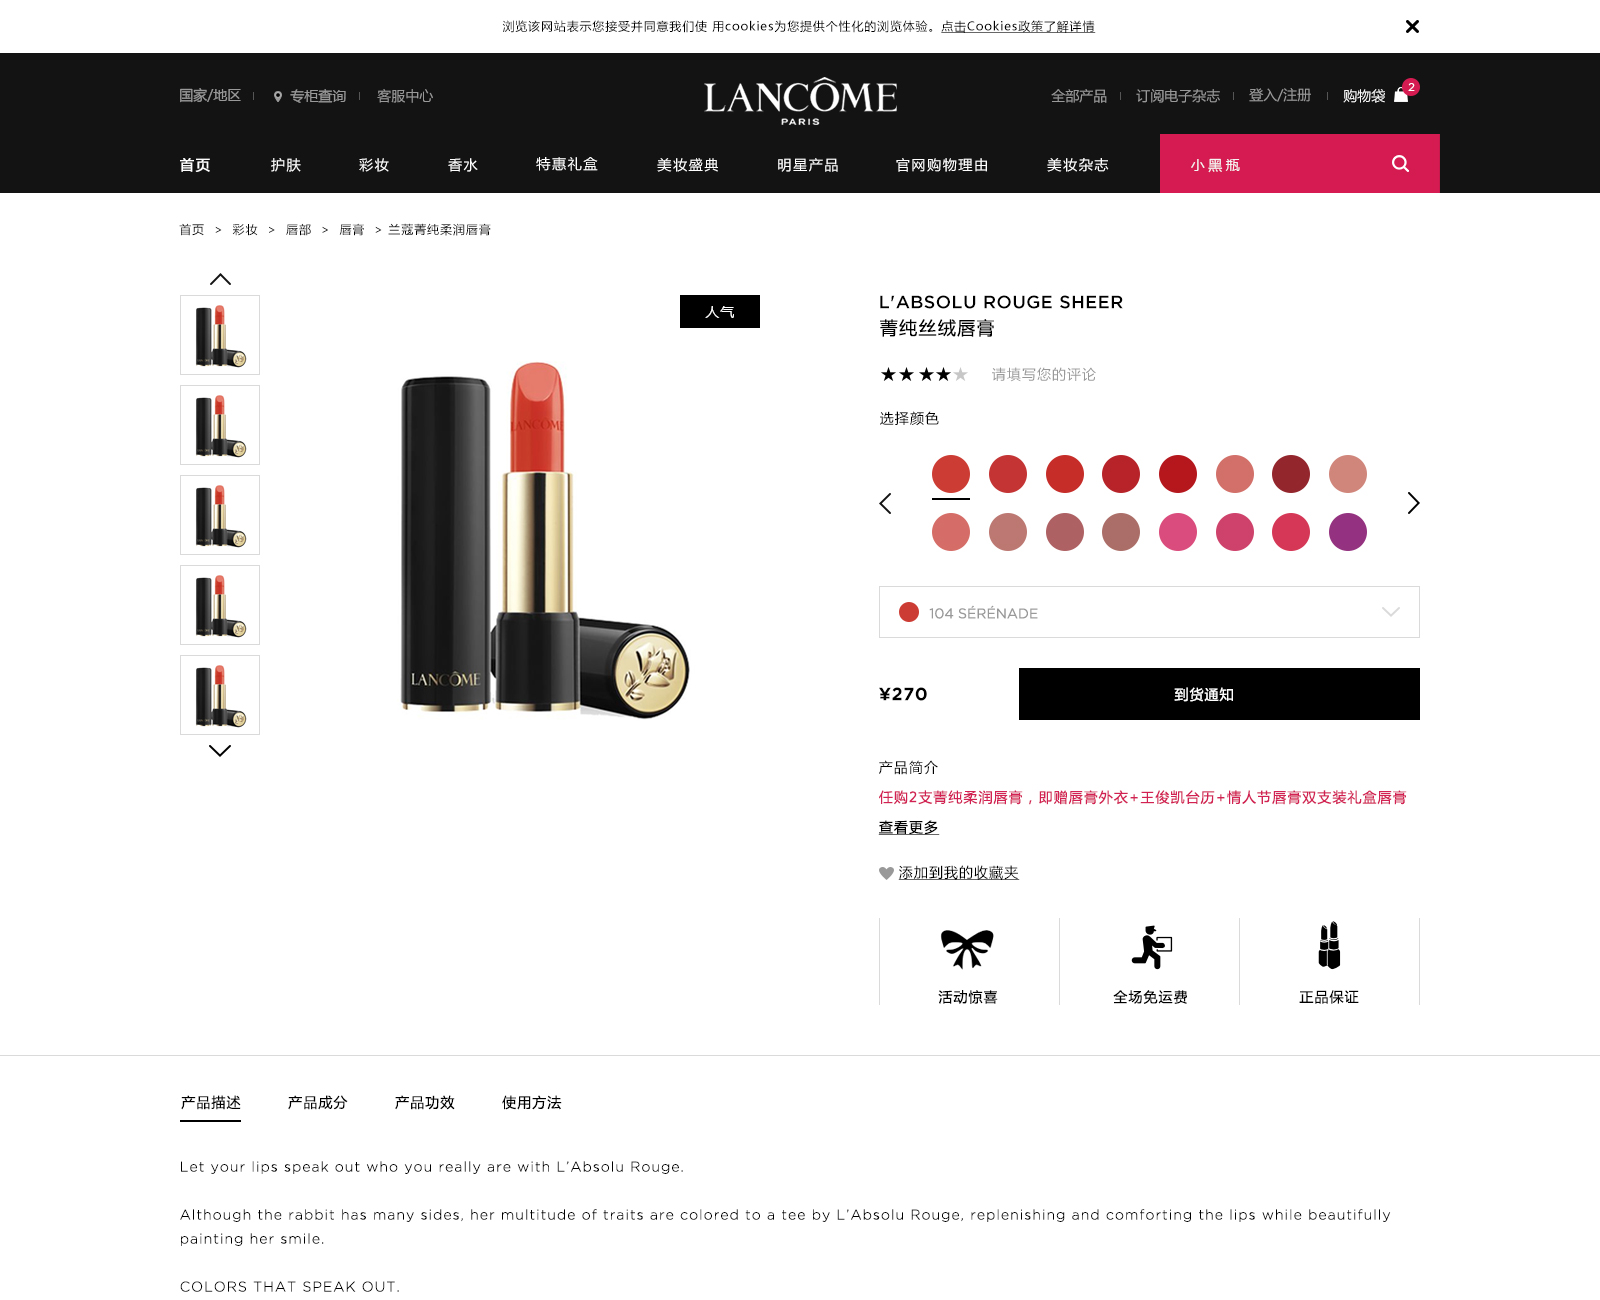 浏览该网站表示您接受并同意我们使 用cookies为您提供个性化的浏览体验。点击Cookies政策了解详情
国家/地区 专柜查询 客服中心
LANCÔME
PARIS
全部产品 订阅电子杂志 登入/注册 购物袋 2
首页 护肤 彩妆 香水 特惠礼盒 美妆盛典 明星产品 官网购物理由 美妆杂志 小黑瓶
首页 > 彩妆 > 唇部 > 唇膏 > 兰蔻菁纯柔润唇膏
人气
LANCOME
LANCÔME
L'ABSOLU ROUGE SHEER
菁纯丝绒唇膏
请填写您的评论
选择颜色
104 SÉRÉNADE
¥270
到货通知
产品简介
任购2支菁纯柔润唇膏，即赠唇膏外衣+王俊凯台历+情人节唇膏双支装礼盒唇膏
查看更多
添加到我的收藏夹
活动惊喜 全场免运费 正品保证
产品描述 产品成分 产品功效 使用方法
Let your lips speak out who you really are with L’Absolu Rouge.
Although the rabbit has many sides, her multitude of traits are colored to a tee by L’Absolu Rouge, replenishing and comforting the lips while beautifully
painting her smile.
COLORS THAT SPEAK OUT.